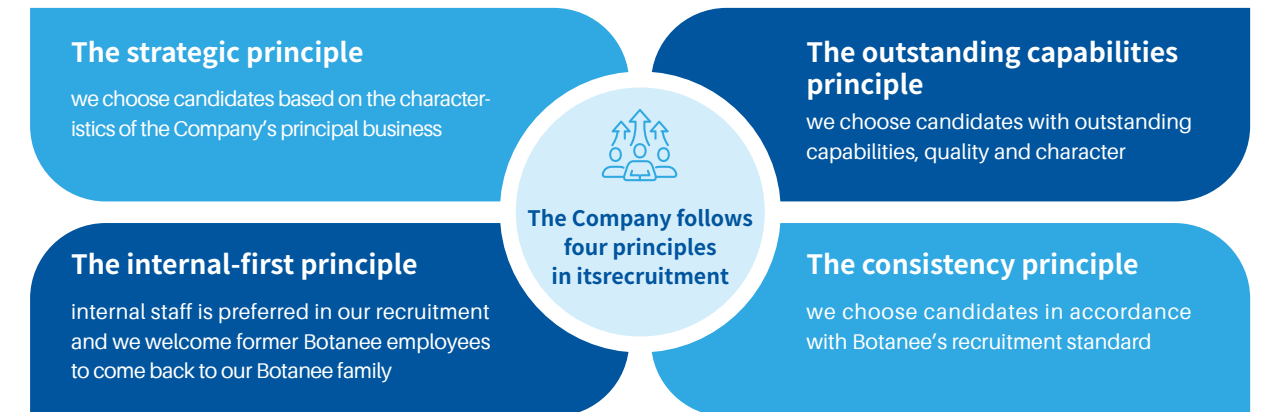 The strategic principle
we choose candidates based on the character-
istics of the Company's principal business
The outstanding capabilities
principle
we choose candidates with outstanding
capabilities, quality and character
The Company follows
four principles
in itsrecruitment
The internal-first principle
internal staff is preferred in our recruitment
and we welcome former Botanee employees
to come back to our Botanee family
The consistency principle
we choose candidates in accordance
with Botanee's recruitment standard